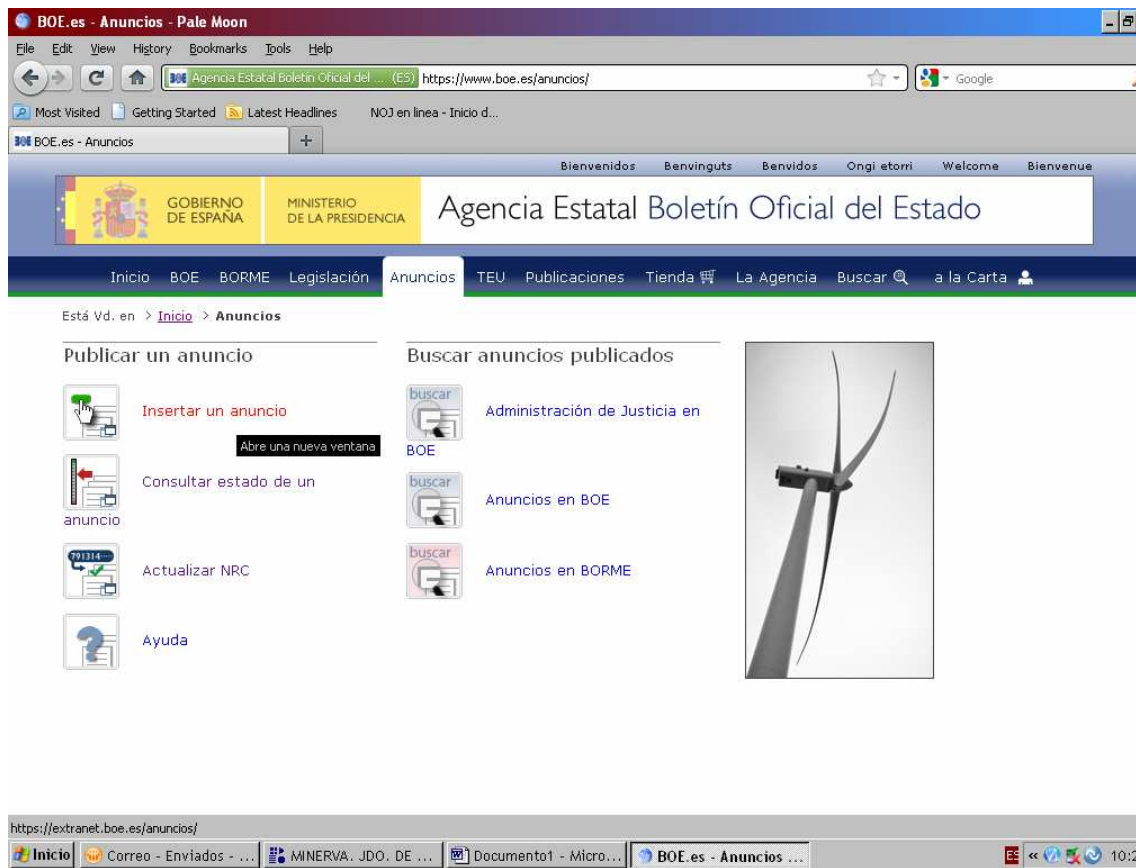 BOE.es - Anuncios - Pale Moon
File Edit View History Bookmarks Tools Help
Agencia Estatal Boletín Oficial del ... (ES) https://www.boe.es/anuncios/ Google
Most Visited Getting Started Latest Headlines NOJ en linea - Inicio d...
BOE.es - Anuncios +
Bienvenidos Benvinguts Benvidos Ongi etorri Welcome Bienvenue
GOBIERNO DE ESPAÑA
MINISTERIO DE LA PRESIDENCIA
Agencia Estatal Boletín Oficial del Estado
Inicio BOE BORME Legislación Anuncios TEU Publicaciones Tienda La Agencia Buscar a la Carta
Está Vd. en > Inicio > Anuncios
Publicar un anuncio
Insertar un anuncio
Abre una nueva ventana
Consultar estado de un
anuncio
791314
Actualizar NRC
Ayuda
Buscar anuncios publicados
buscar
Administración de Justicia en
BOE
buscar
Anuncios en BOE
buscar
Anuncios en BORME
https://extranet.boe.es/anuncios/
Inicio Correo - Enviados - ... MINERVA. JDO. DE ... Documento1 - Micro... BOE.es - Anuncios ... ES «